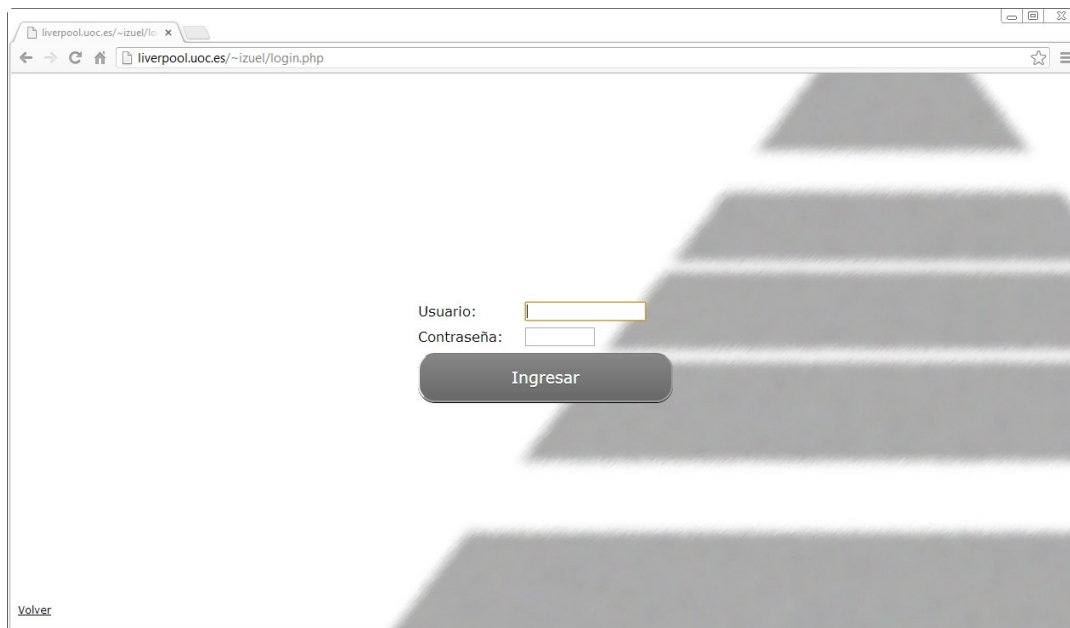 liverpool.uoc.es/~izuel/lo
liverpool.uoc.es/~izuel/login.php
Usuario:
Contraseña:
Ingresar
Volver